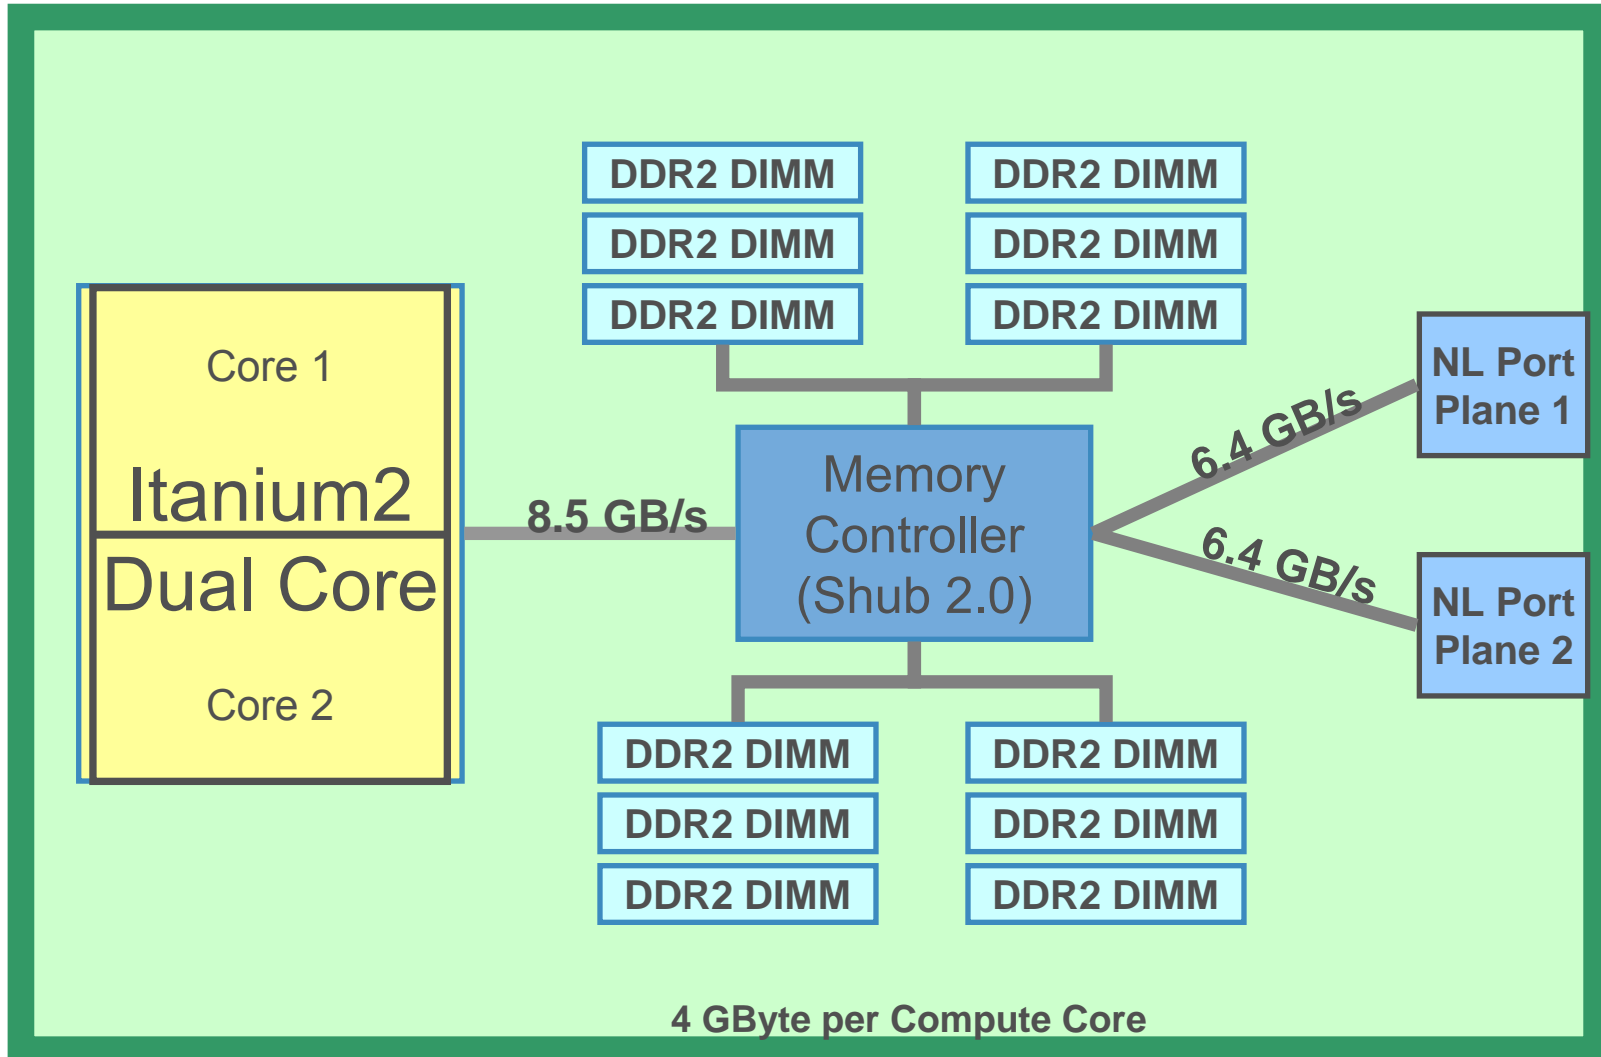 DDR2 DIMM
DDR2 DIMM
DDR2 DIMM
DDR2 DIMM
DDR2 DIMM
DDR2 DIMM
Core 1
Itanium2
Dual Core
Core 2
8.5 GB/s
Memory
Controller
(Shub 2.0)
6.4 GB/s
6.4 GB/s
NL Port
Plane 1
NL Port
Plane 2
DDR2 DIMM
DDR2 DIMM
DDR2 DIMM
DDR2 DIMM
DDR2 DIMM
DDR2 DIMM
4 GByte per Compute Core